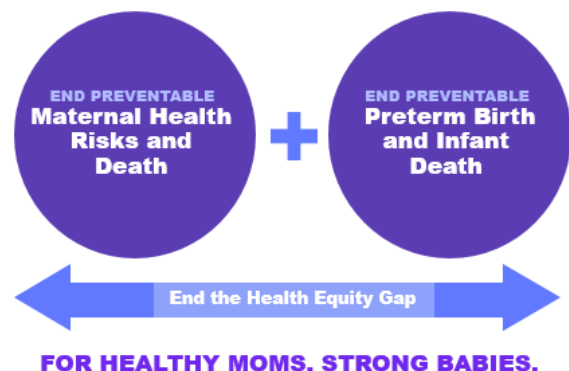 END PREVENTABLE
Maternal Health
Risks and
Death
+
END PREVENTABLE
Preterm Birth
and Infant
Death
End the Health Equity Gap
FOR HEALTHY MOMS. STRONG BABIES.